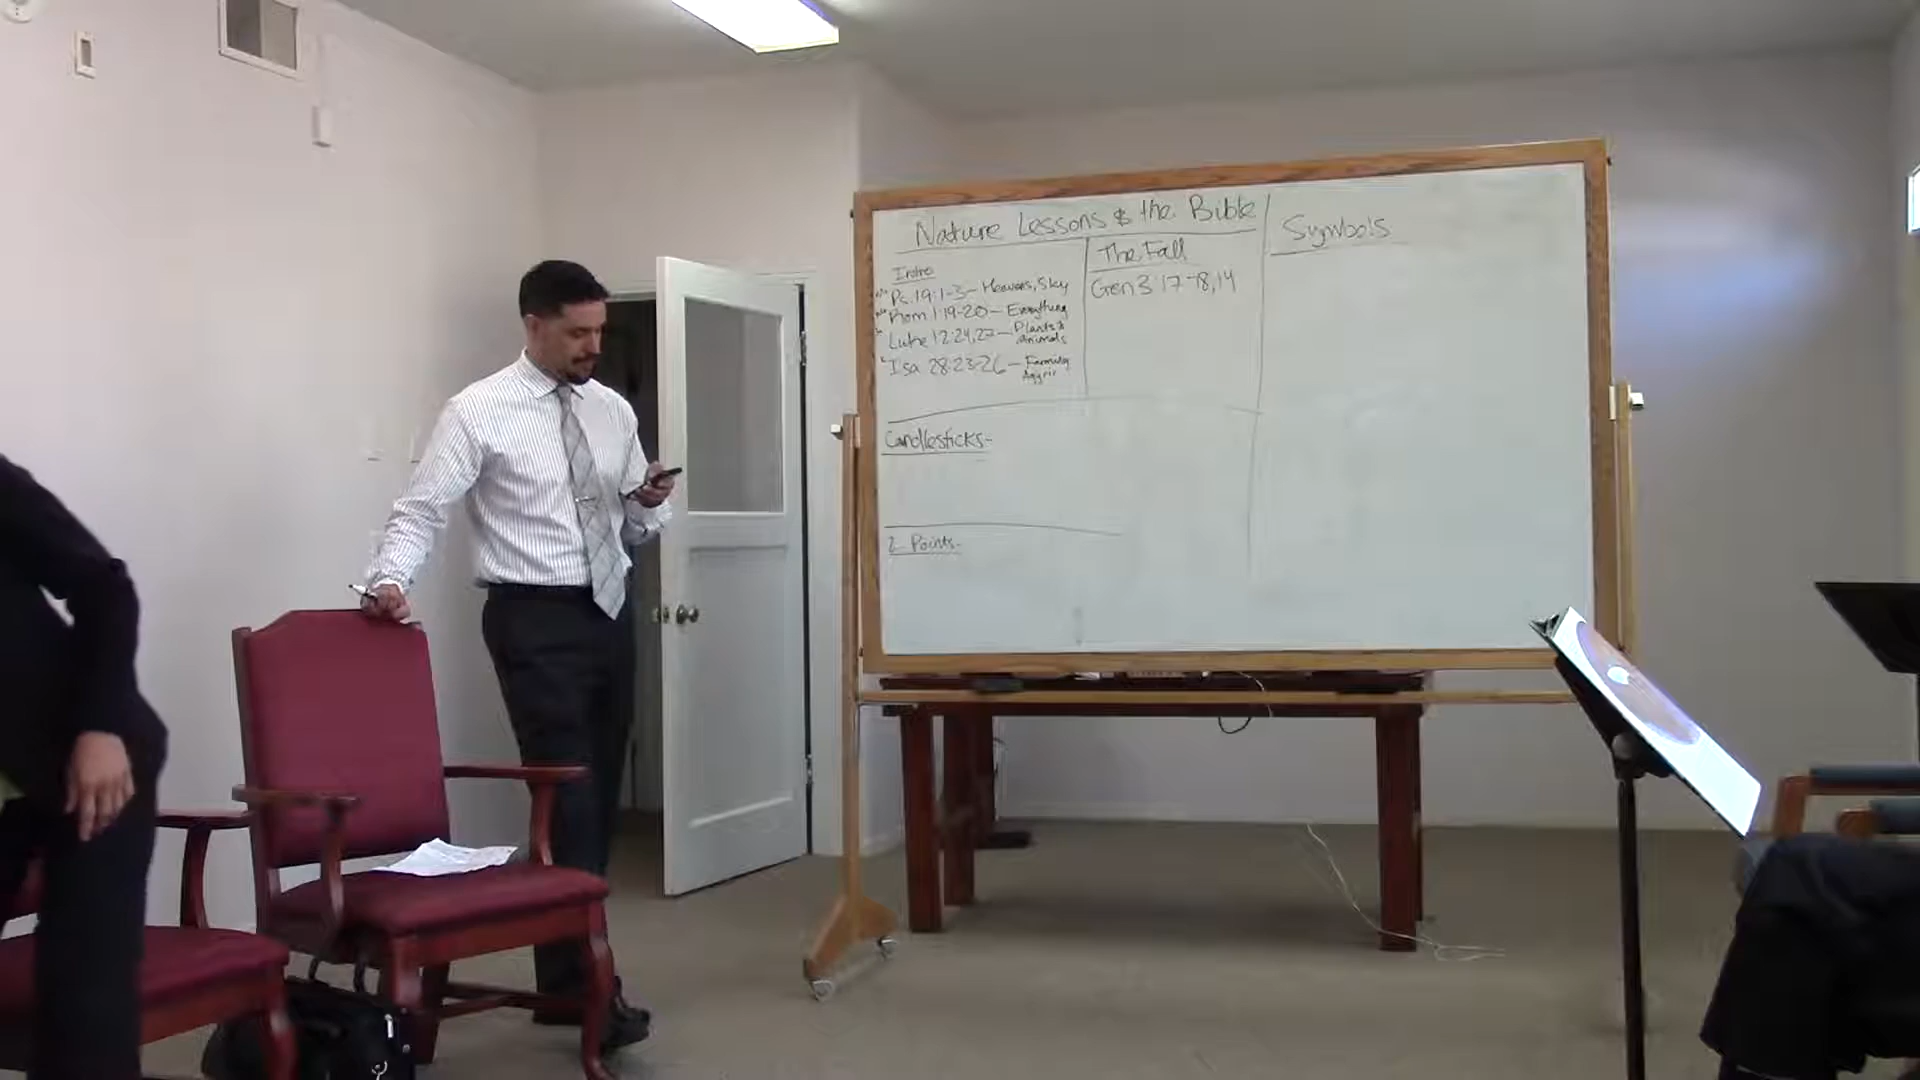 Nature Lessons & the Bible
Intro
Ps. 19:1-3- Heavens, Sky
Rom 1:19-20- Everything
Luke 12:24,27- Plants & Animals
Isa 28:23-26- Farming Aggric
The Fall
Gen 3:17-18,14
Symbols
Candlesticks-
2 Points-